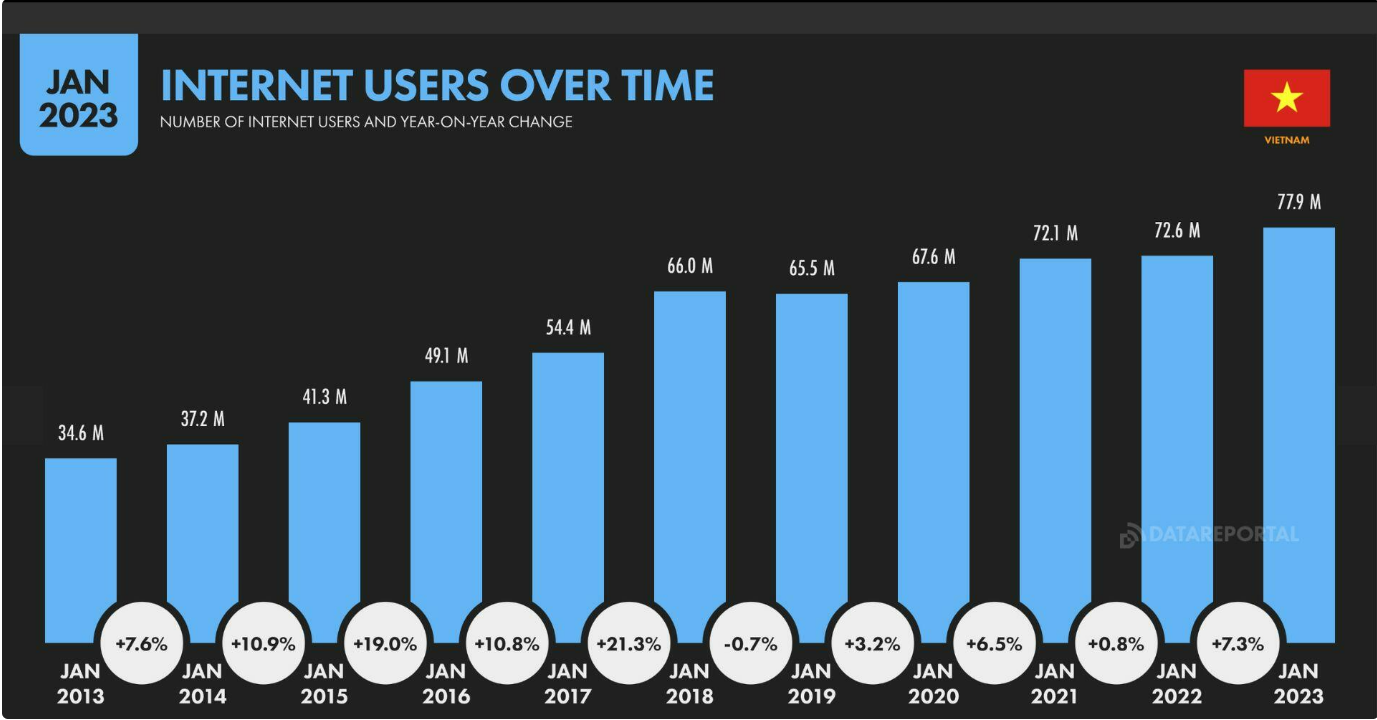 JAN
2023
INTERNET USERS OVER TIME
NUMBER OF INTERNET USERS AND YEAR-ON-YEAR CHANGE
VIETNAM
34.6 M
37.2 M
41.3 M
49.1 M
54.4 M
66.0 M
65.5 M
67.6 M
72.1 M
72.6 M
77.9 M
DATAREPORTAL
+7.6%
+10.9%
+19.0%
+10.8%
+21.3%
-0.7%
+3.2%
+6.5%
+0.8%
+7.3%
JAN
2013
JAN
2014
JAN
2015
JAN
2016
JAN
2017
JAN
2018
JAN
2019
JAN
2020
JAN
2021
JAN
2022
JAN
2023